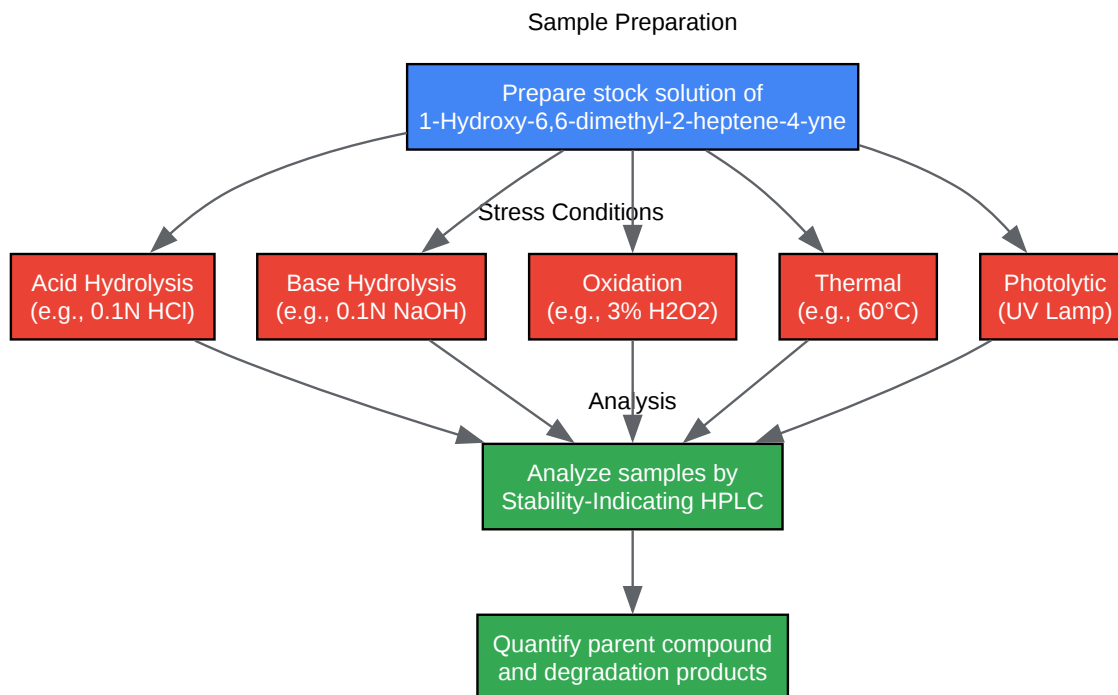 Sample Preparation
Prepare stock solution of
1-Hydroxy-6,6-dimethyl-2-heptene-4-yne
Stress Conditions
Acid Hydrolysis
(e.g., 0.1N HCl)
Base Hydrolysis
(e.g., 0.1N NaOH)
Oxidation
(e.g., 3% H2O2)
Thermal
(e.g., 60°C)
Photolytic
(UV Lamp)
Analysis
Analyze samples by
Stability-Indicating HPLC
Quantify parent compound
and degradation products